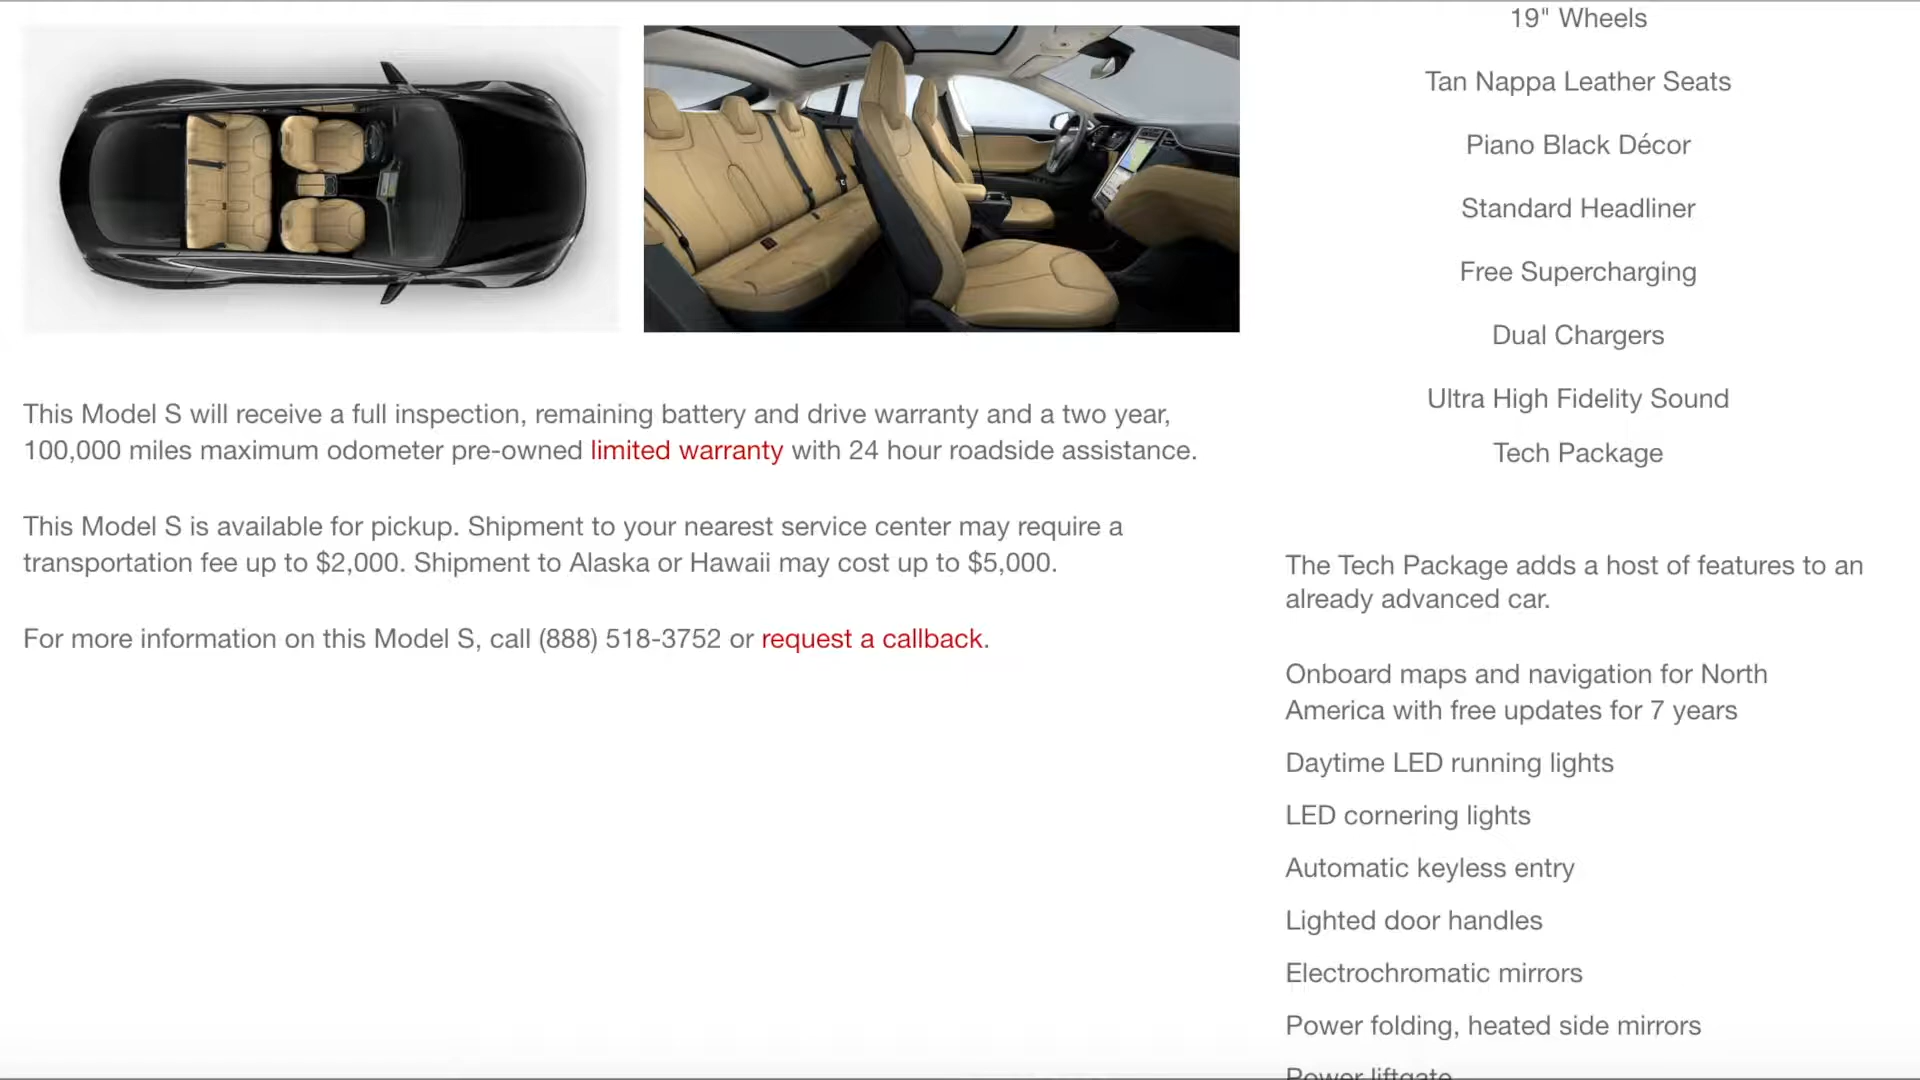 19" Wheels
Tan Nappa Leather Seats
Piano Black Décor
Standard Headliner
Free Supercharging
Dual Chargers
Ultra High Fidelity Sound
Tech Package
This Model S will receive a full inspection, remaining battery and drive warranty and a two year,
100,000 miles maximum odometer pre-owned limited warranty with 24 hour roadside assistance.
This Model S is available for pickup. Shipment to your nearest service center may require a
transportation fee up to $2,000. Shipment to Alaska or Hawaii may cost up to $5,000.
For more information on this Model S, call (888) 518-3752 or request a callback.
The Tech Package adds a host of features to an
already advanced car.
Onboard maps and navigation for North
America with free updates for 7 years
Daytime LED running lights
LED cornering lights
Automatic keyless entry
Lighted door handles
Electrochromatic mirrors
Power folding, heated side mirrors
Power liftgate